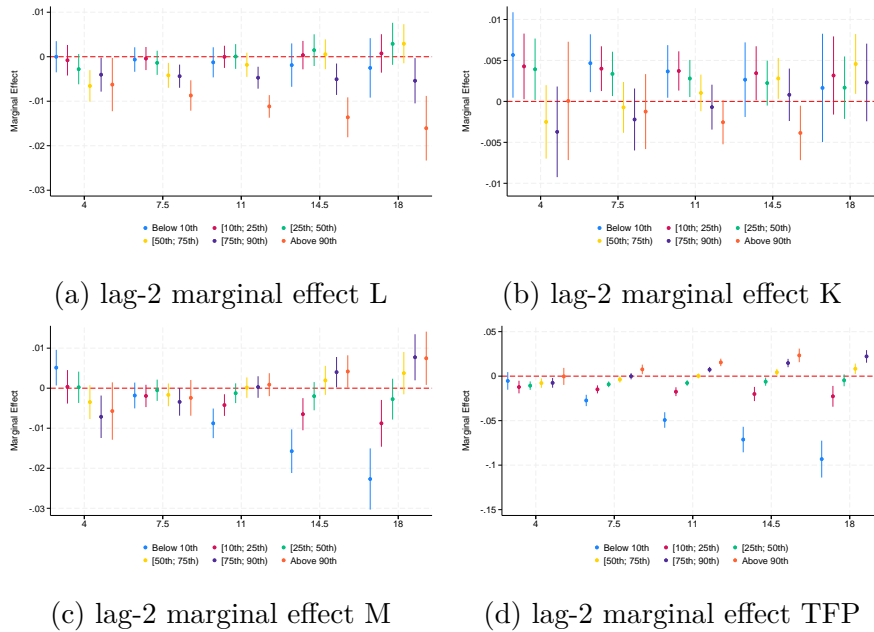 .01
0
-.01
-.02
-.03
Marginal Effect
4 7.5 11 14.5 18
Below 10th [10th; 25th) [25th; 50th)
[50th; 75th) [75th; 90th) Above 90th
(a) lag-2 marginal effect L
.01
.005
0
-.005
-.01
Marginal Effect
4 7.5 11 14.5 18
Below 10th [10th; 25th) [25th; 50th)
[50th; 75th) [75th; 90th) Above 90th
(b) lag-2 marginal effect K
.01
0
-.01
-.02
-.03
Marginal Effect
4 7.5 11 14.5 18
Below 10th [10th; 25th) [25th; 50th)
[50th; 75th) [75th; 90th) Above 90th
(c) lag-2 marginal effect M
.05
0
-.05
-.1
-.15
Marginal Effect
4 7.5 11 14.5 18
Below 10th [10th; 25th) [25th; 50th)
[50th; 75th) [75th; 90th) Above 90th
(d) lag-2 marginal effect TFP